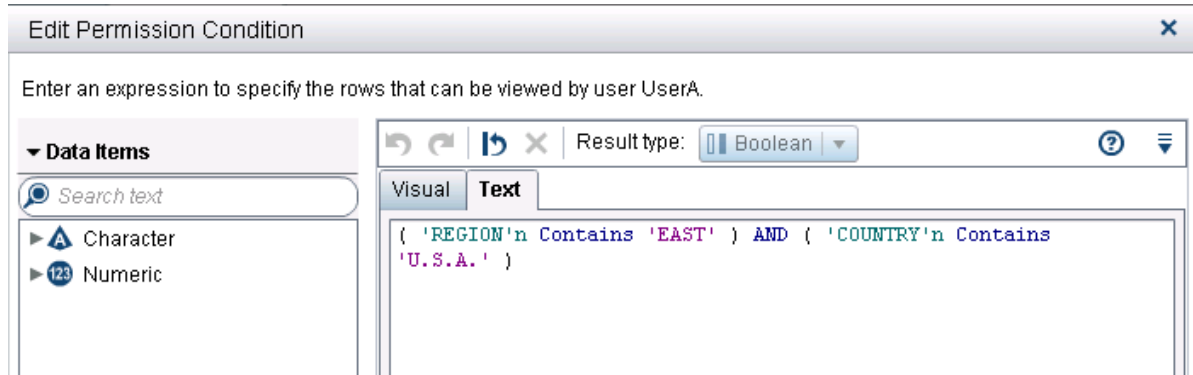 Edit Permission Condition
Enter an expression to specify the rows that can be viewed by user UserA.
Data Items
Search text
Character
123 Numeric
Result type: Boolean
Visual Text
( 'REGION'n Contains 'EAST' ) AND ( 'COUNTRY'n Contains
'U.S.A.' )